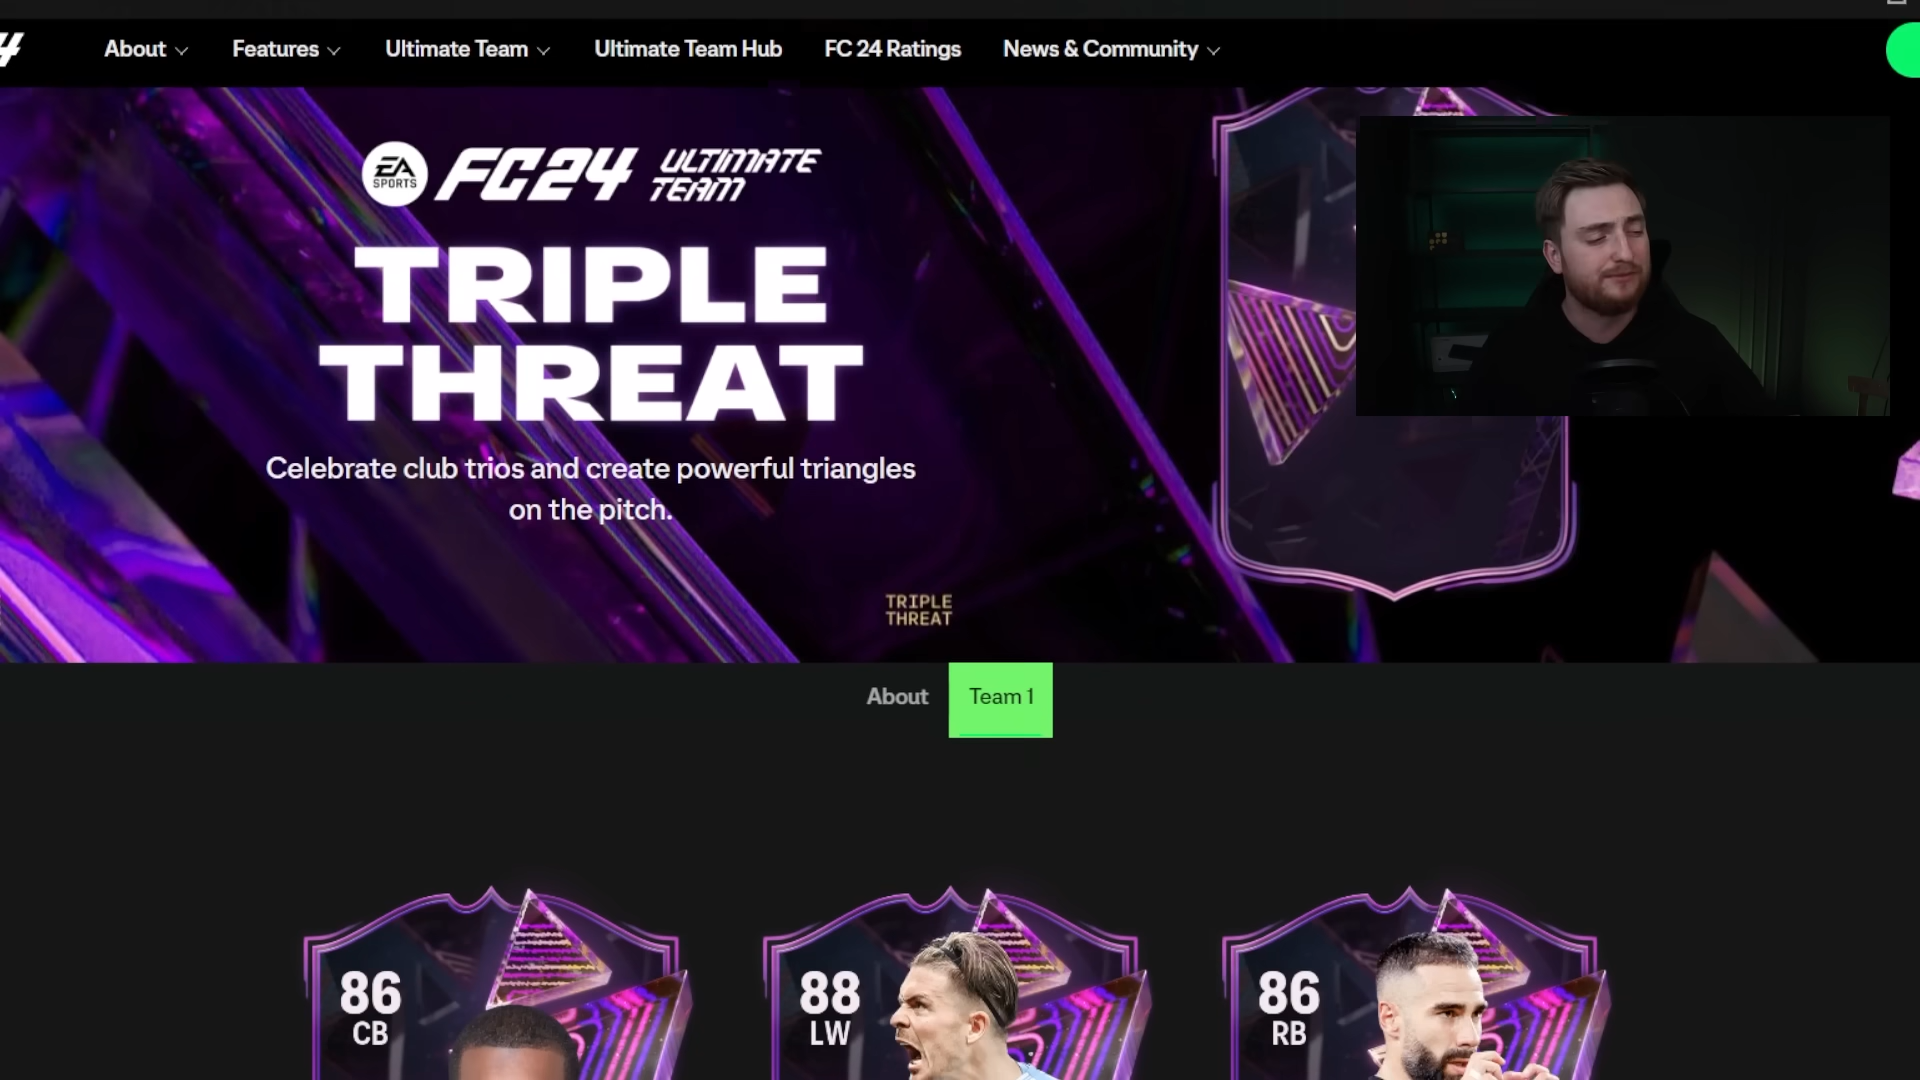 4
About
Features
Ultimate Team
Ultimate Team Hub
FC 24 Ratings
News & Community
EA
SPORTS
FC24
ULTIMATE
TEAM
TRIPLE
THREAT
Celebrate club trios and create powerful triangles
on the pitch.
TRIPLE
THREAT
About
Team 1
86
CB
88
LW
86
RB